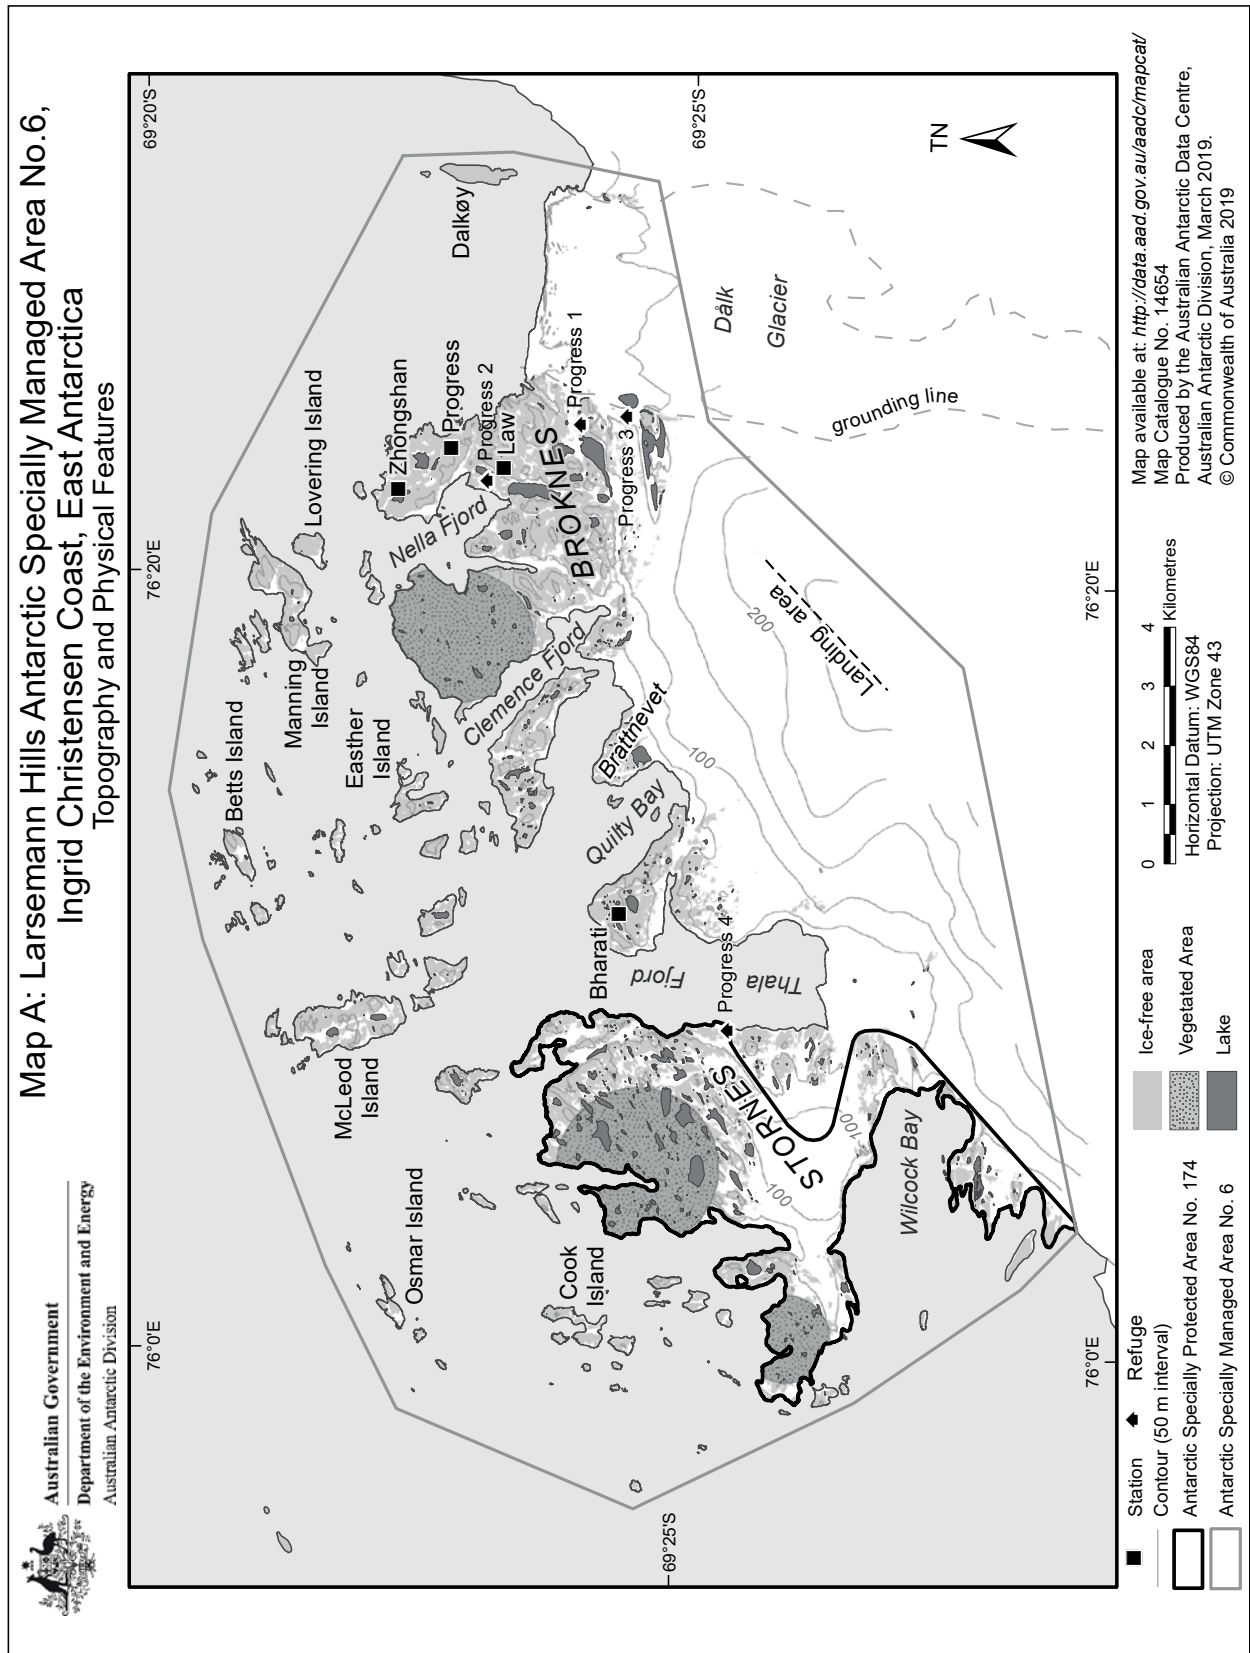 Map A: Larsemann Hills Antarctic Specially Managed Area No.6,
Ingrid Christensen Coast, East Antarctica
Topography and Physical Features
Australian Government
Department of the Environment and Energy
Australian Antarctic Division
76°0'E
76°20'E
69°20'S
69°25'S
69°25'S
76°0'E
76°20'E
Betts Island
Manning
Island
Lovering Island
Easther
Island
McLeod
Island
Osmar Island
Cook
Island
Zhongshan
Progress
Progress 2
Law
Dalkøy
Nella Fjord
BROKNES
Progress 1
Progress 3
Clemence Fjord
Brattnevet
Quilty Bay
Bharati
Thala
Fjord
Progress 4
STORNES
Wilcock Bay
100
100
100
200
Landing area
Dålk
Glacier
grounding line
TN
Station
Refuge
Contour (50 m interval)
Antarctic Specially Protected Area No. 174
Antarctic Specially Managed Area No. 6
Ice-free area
Vegetated Area
Lake
0 1 2 3 4
Kilometres
Horizontal Datum: WGS84
Projection: UTM Zone 43
Map available at: http://data.aad.gov.au/aadc/mapcat/
Map Catalogue No. 14654
Produced by the Australian Antarctic Data Centre,
Australian Antarctic Division, March 2019.
© Commonwealth of Australia 2019